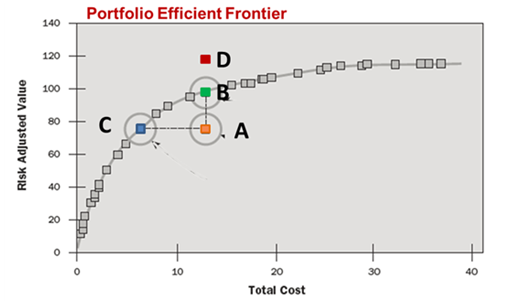 Portfolio Efficient Frontier
140
120
100
80
60
40
20
0
Risk Adjusted Value
D
B
C
A
0 10 20 30 40
Total Cost